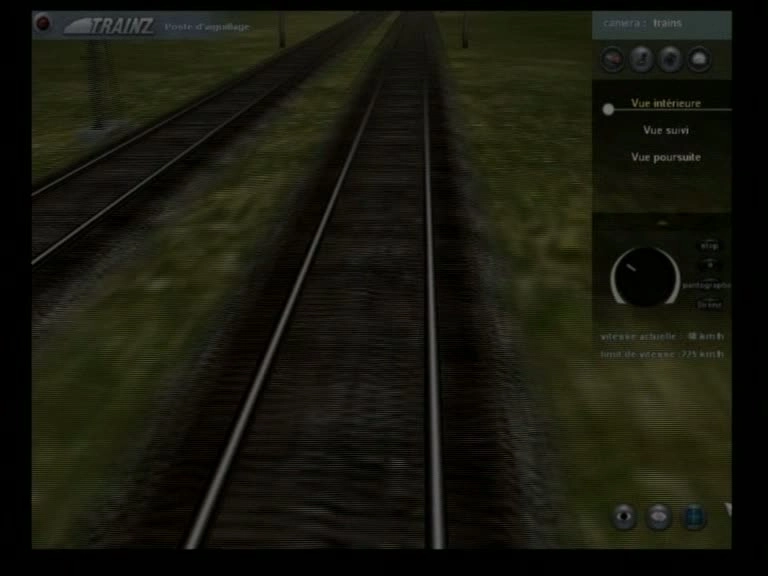 TRAINZ Poste d'aiguillage
camera : trains
Vue intérieure
Vue suivi
Vue poursuite
stop
pantographe
Sirène
vitesse actuelle : 48 km/h
limit de vitesse :225 km/h